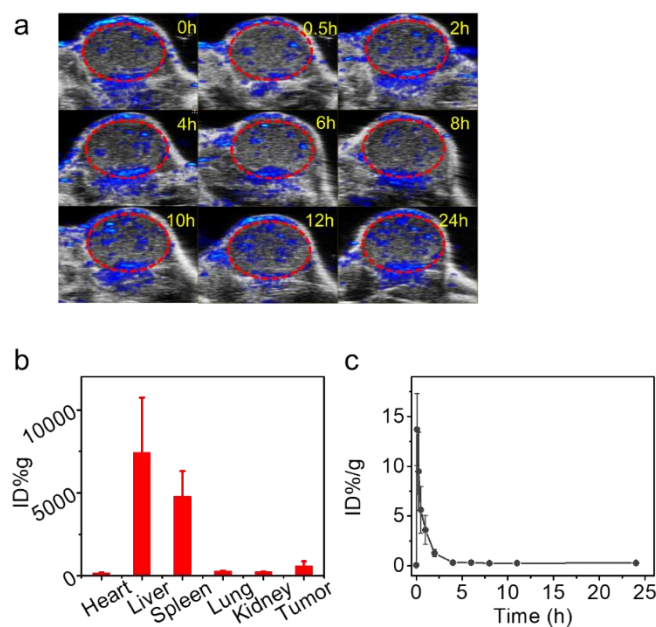 a
0h 0.5h 2h
4h 6h 8h
10h 12h 24h
b
ID%g
10000
5000
0
Heart Liver Spleen Lung Kidney Tumor
c
ID%/g
15
10
5
0
0 5 10 15 20 25
Time (h)